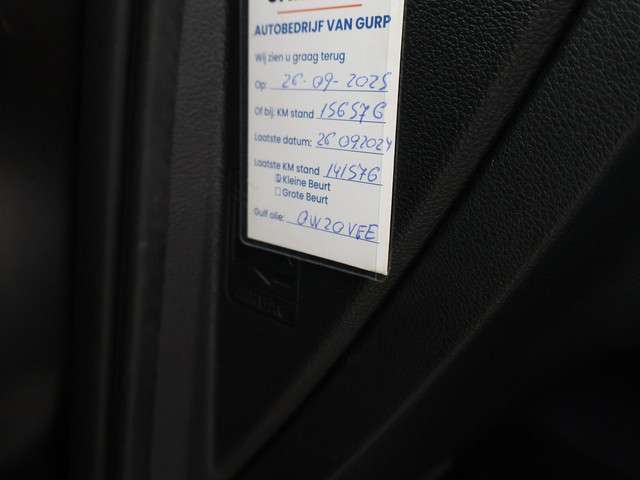 AUTOBEDRIJF VAN GURP
Wij zien u graag terug
Op: 26-09-2025
Of bij: KM stand 156576
Laatste datum: 26 09 2024
Laatste KM stand 141576
Kleine Beurt
Grote Beurt
Gulf olie: 0W20VEE